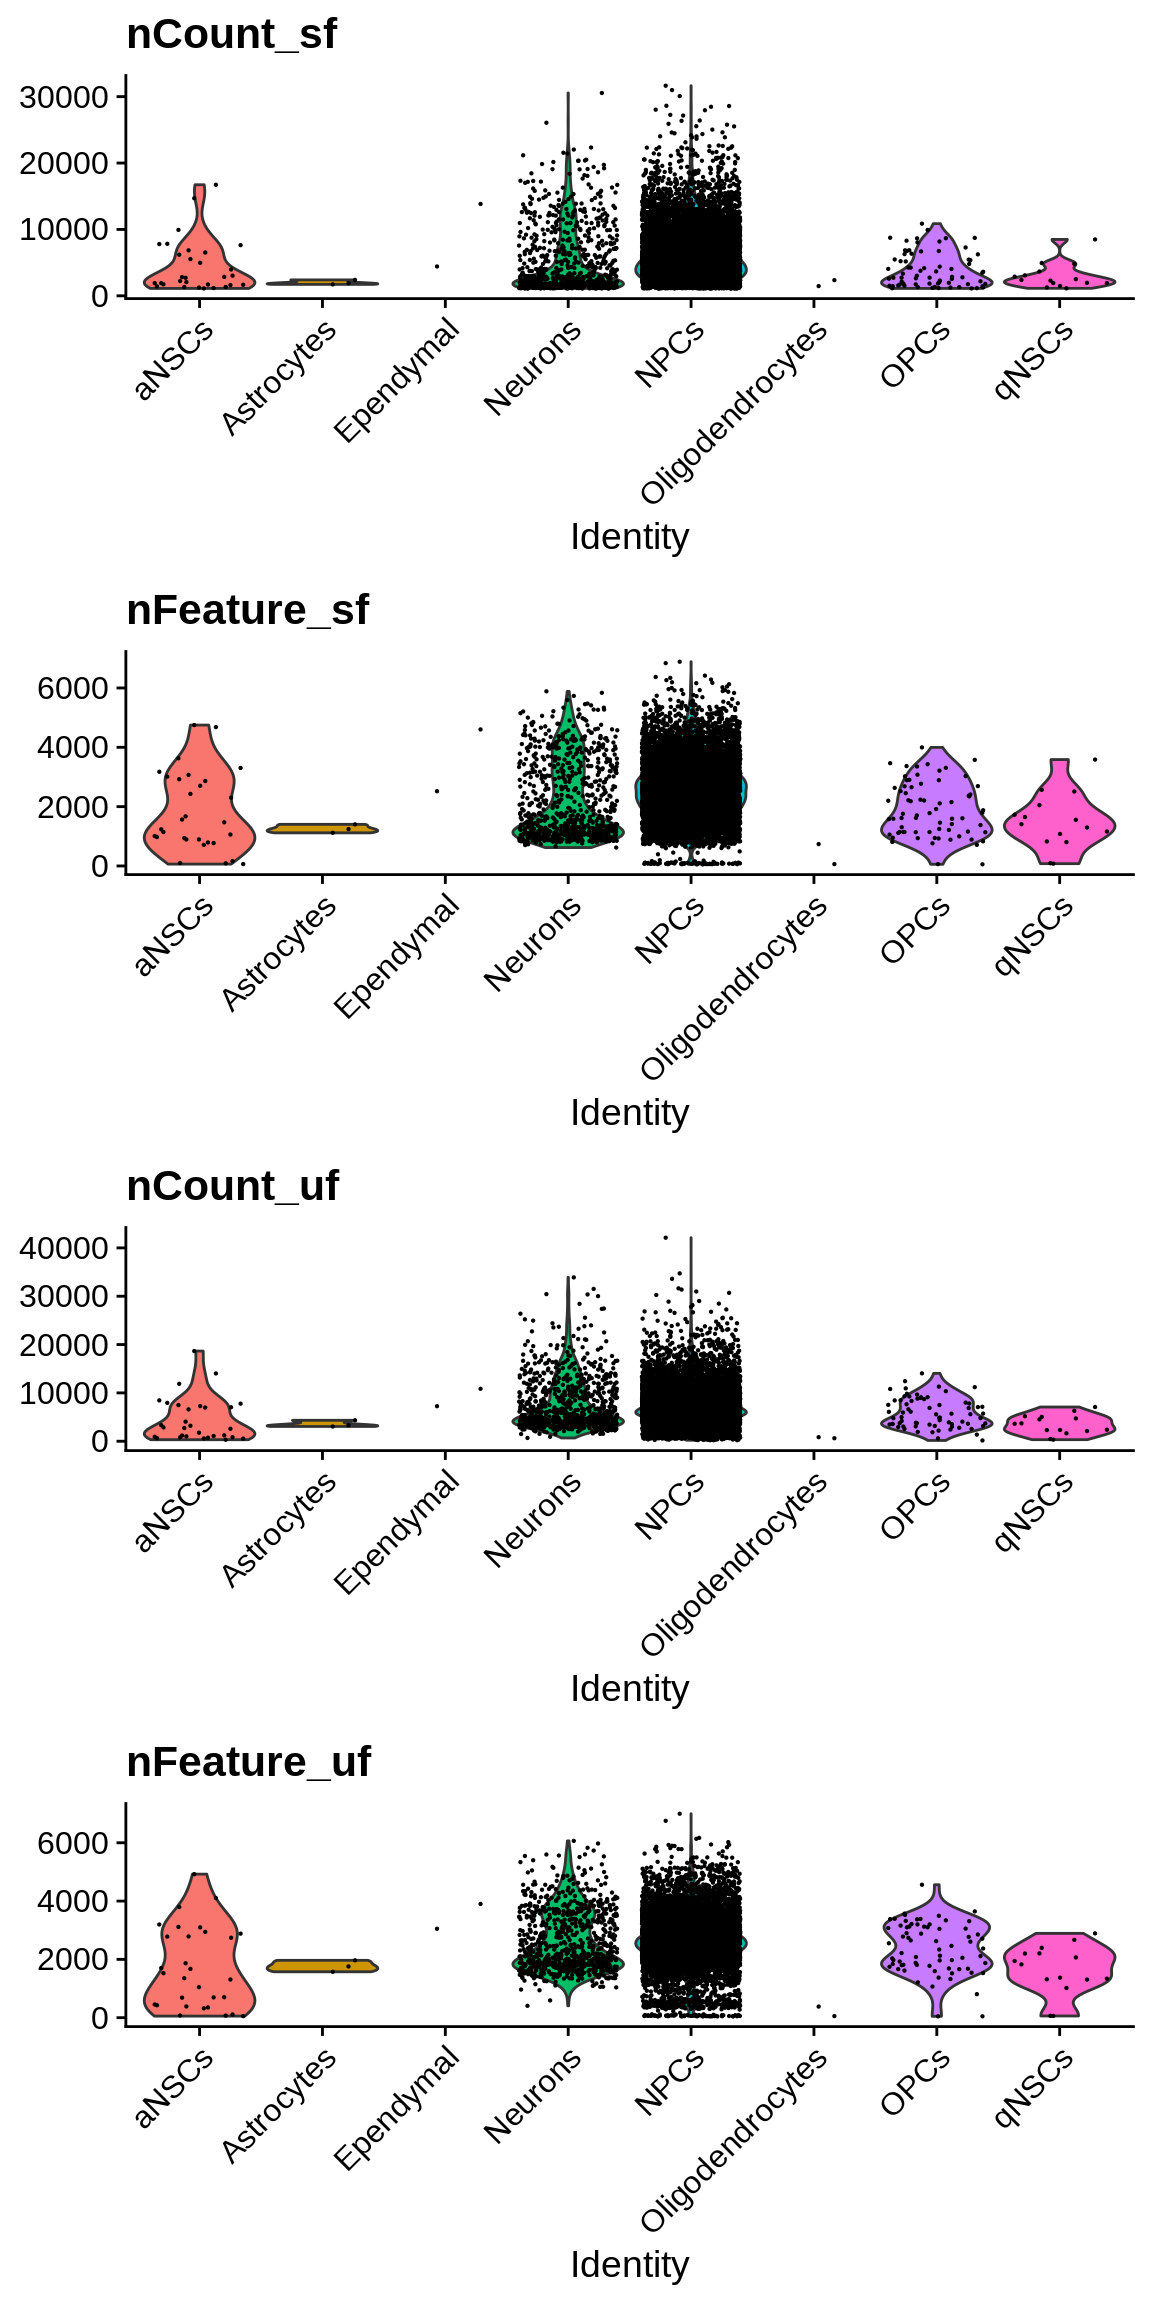 nCount_sf
30000
20000
10000
0
aNSCs
Astrocytes
Ependymal
Neurons
NPCs
Oligodendrocytes
OPCs
qNSCs
Identity
nFeature_sf
6000
4000
2000
0
aNSCs
Astrocytes
Ependymal
Neurons
NPCs
Oligodendrocytes
OPCs
qNSCs
Identity
nCount_uf
40000
30000
20000
10000
0
aNSCs
Astrocytes
Ependymal
Neurons
NPCs
Oligodendrocytes
OPCs
qNSCs
Identity
nFeature_uf
6000
4000
2000
0
aNSCs
Astrocytes
Ependymal
Neurons
NPCs
Oligodendrocytes
OPCs
qNSCs
Identity